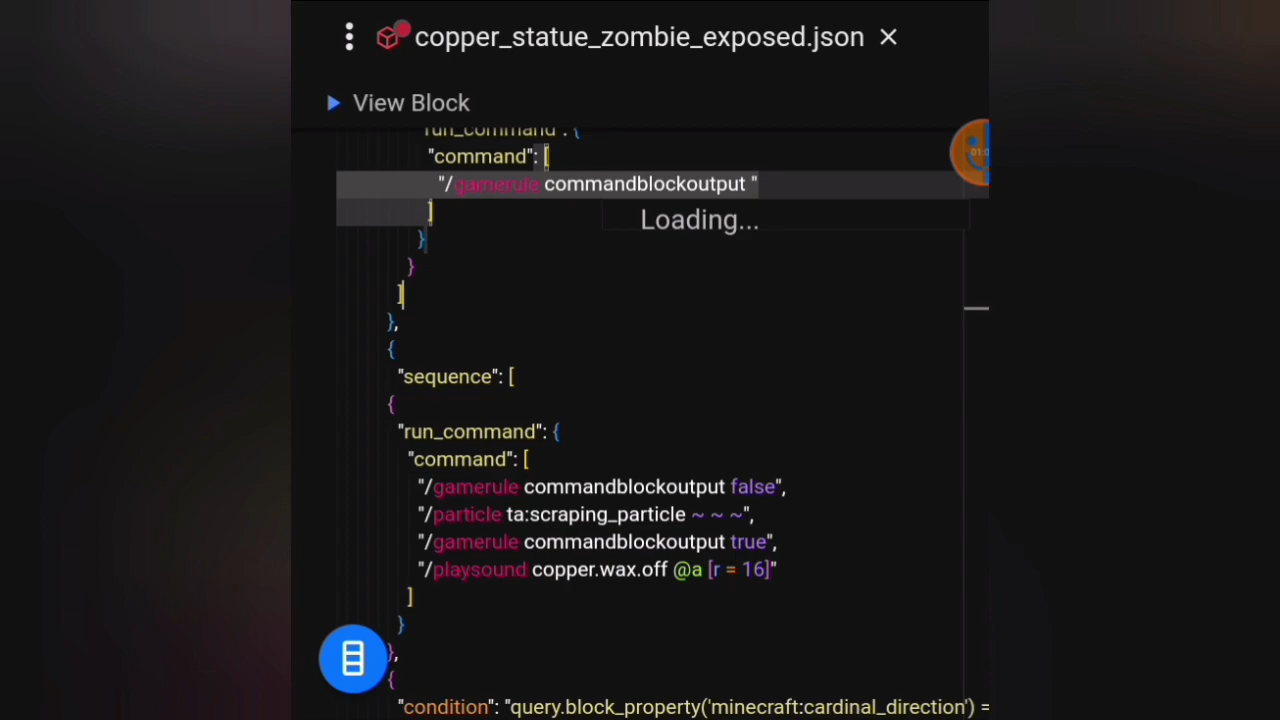 copper_statue_zombie_exposed.json ×
View Block
run_command": {
"command": [
"/gamerule commandblockoutput "
Loading...
]
}
}
]
},
{
"sequence": [
{
"run_command": {
"command": [
"/gamerule commandblockoutput false",
"/particle ta:scraping_particle ~ ~ ~",
"/gamerule commandblockoutput true",
"/playsound copper.wax.off @a [r = 16]"
]
}
},
{
"condition": "query.block_property('minecraft:cardinal_direction') =